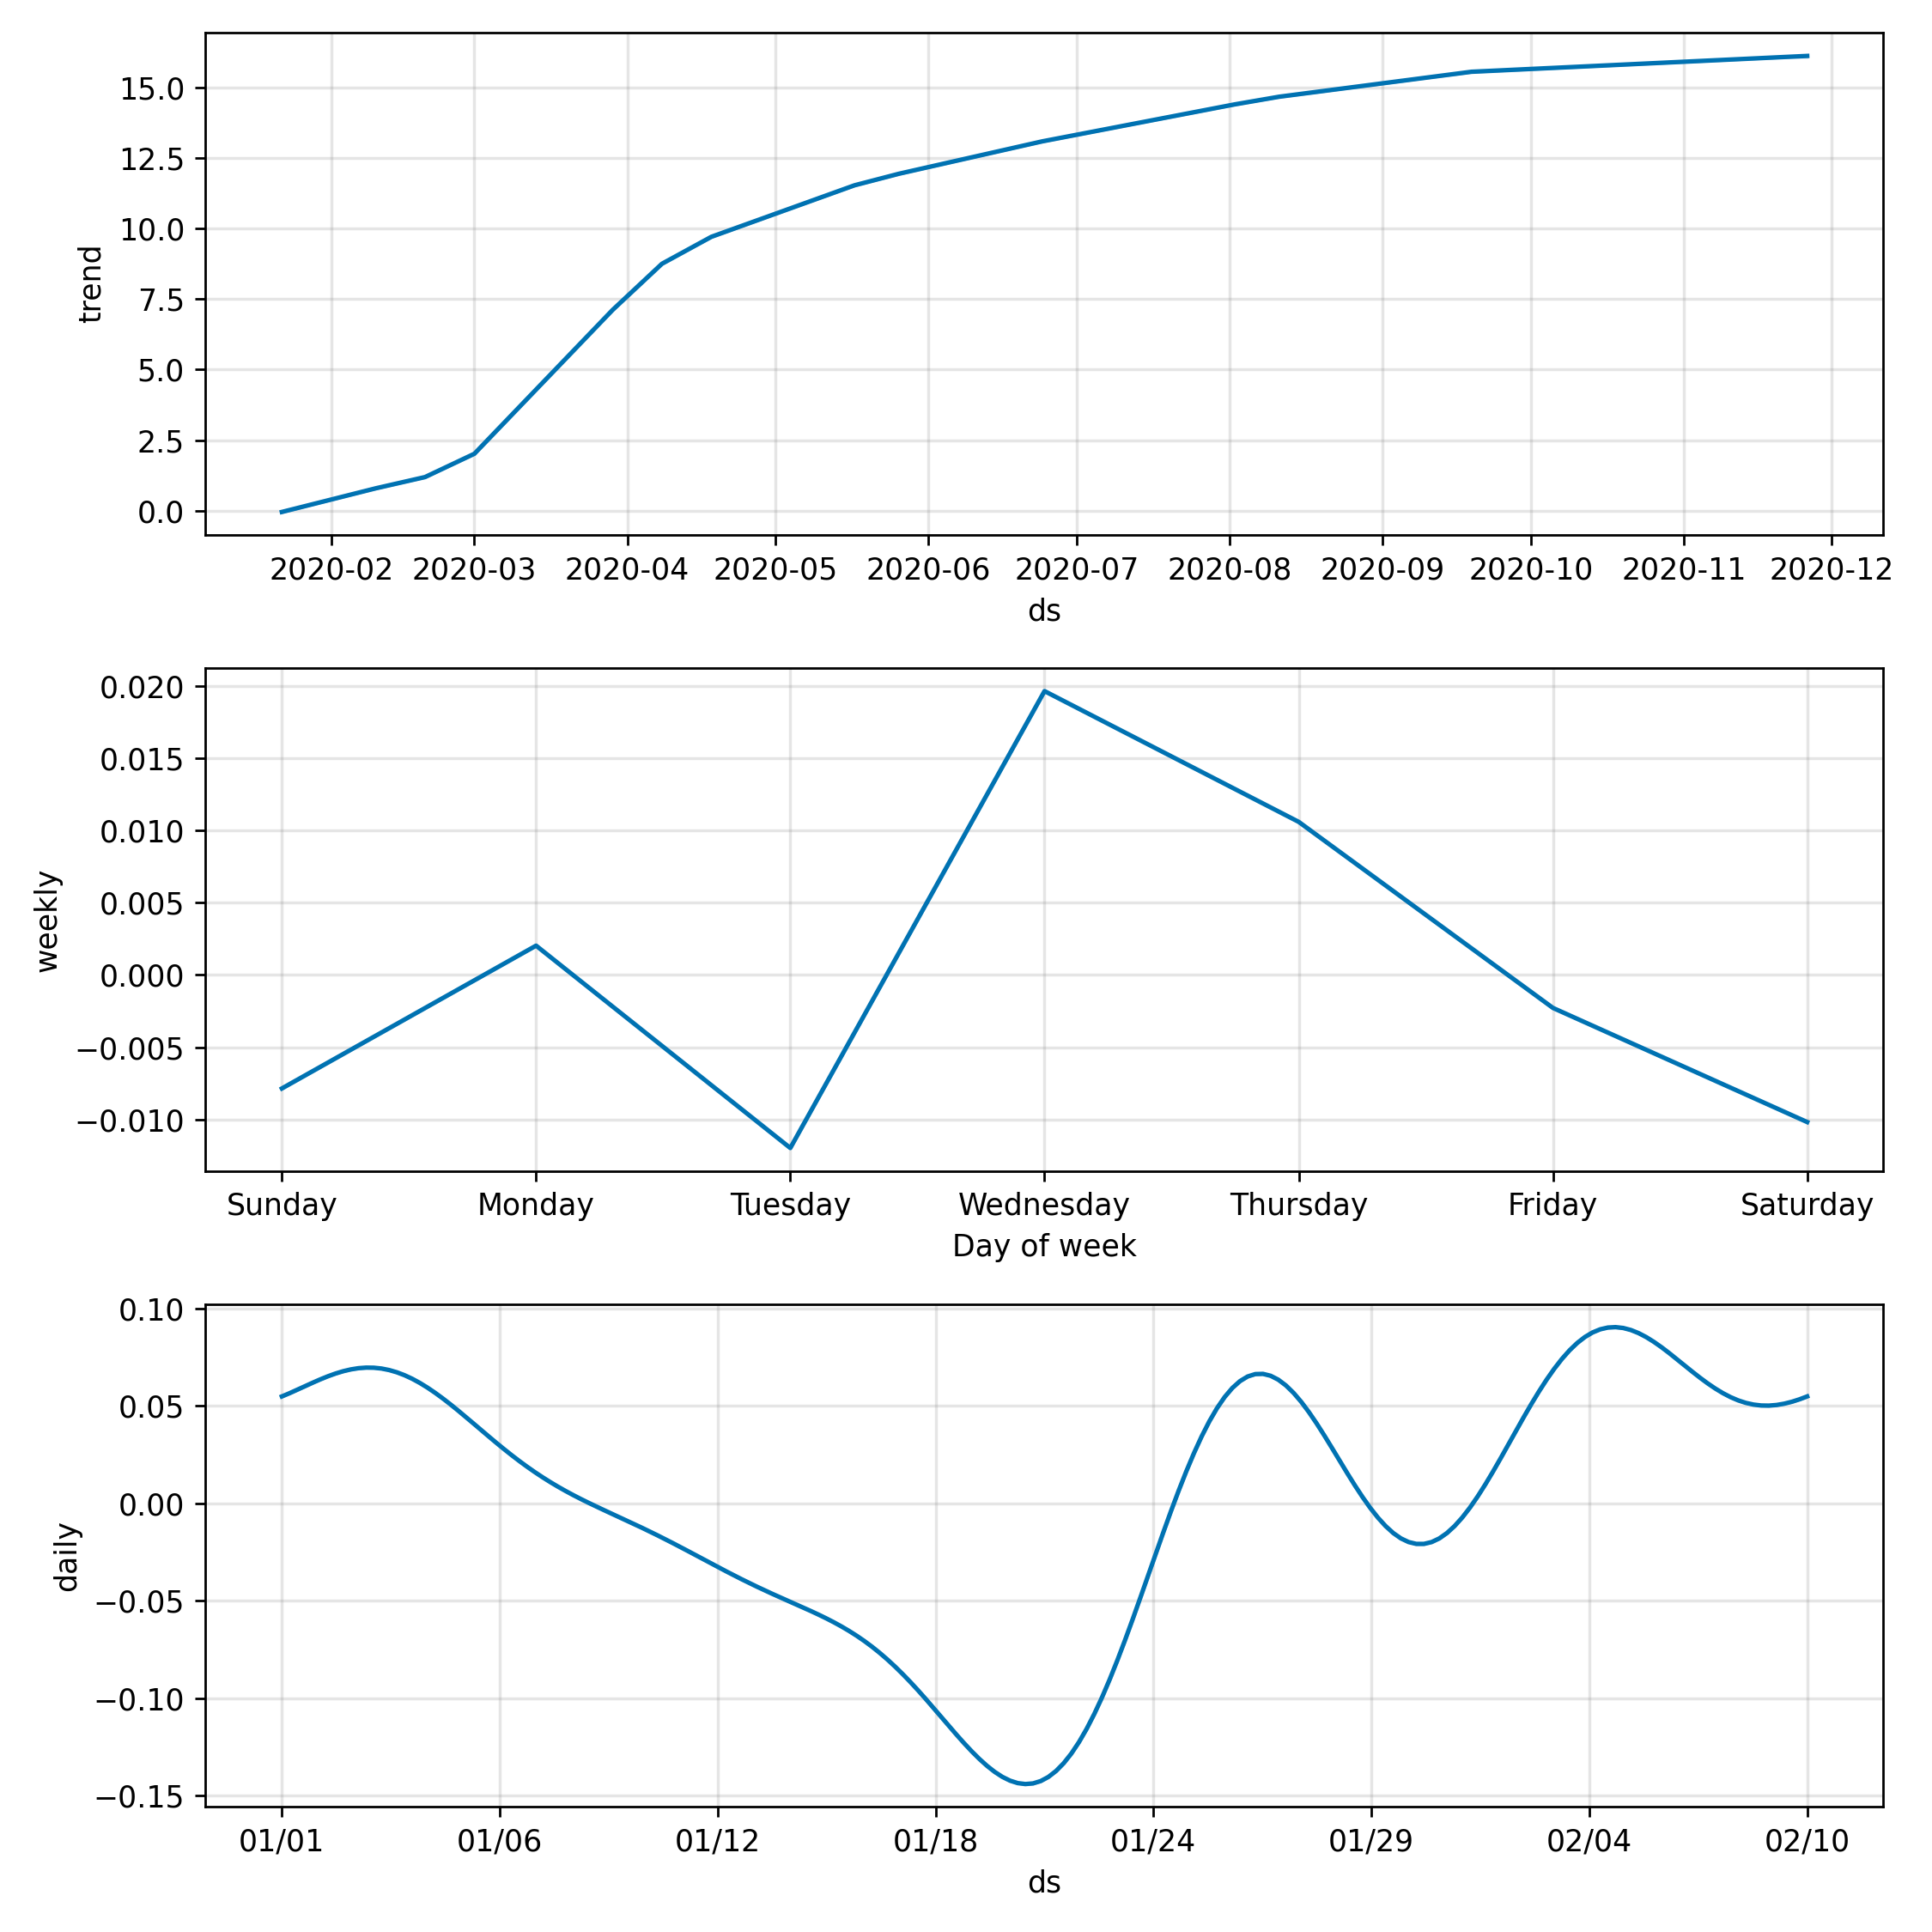 15.0
12.5
10.0
7.5
5.0
2.5
0.0
trend
2020-02 2020-03 2020-04 2020-05 2020-06 2020-07 2020-08 2020-09 2020-10 2020-11 2020-12
ds
0.020
0.015
0.010
0.005
0.000
−0.005
−0.010
weekly
Sunday Monday Tuesday Wednesday Thursday Friday Saturday
Day of week
0.10
0.05
0.00
−0.05
−0.10
−0.15
daily
01/01 01/06 01/12 01/18 01/24 01/29 02/04 02/10
ds